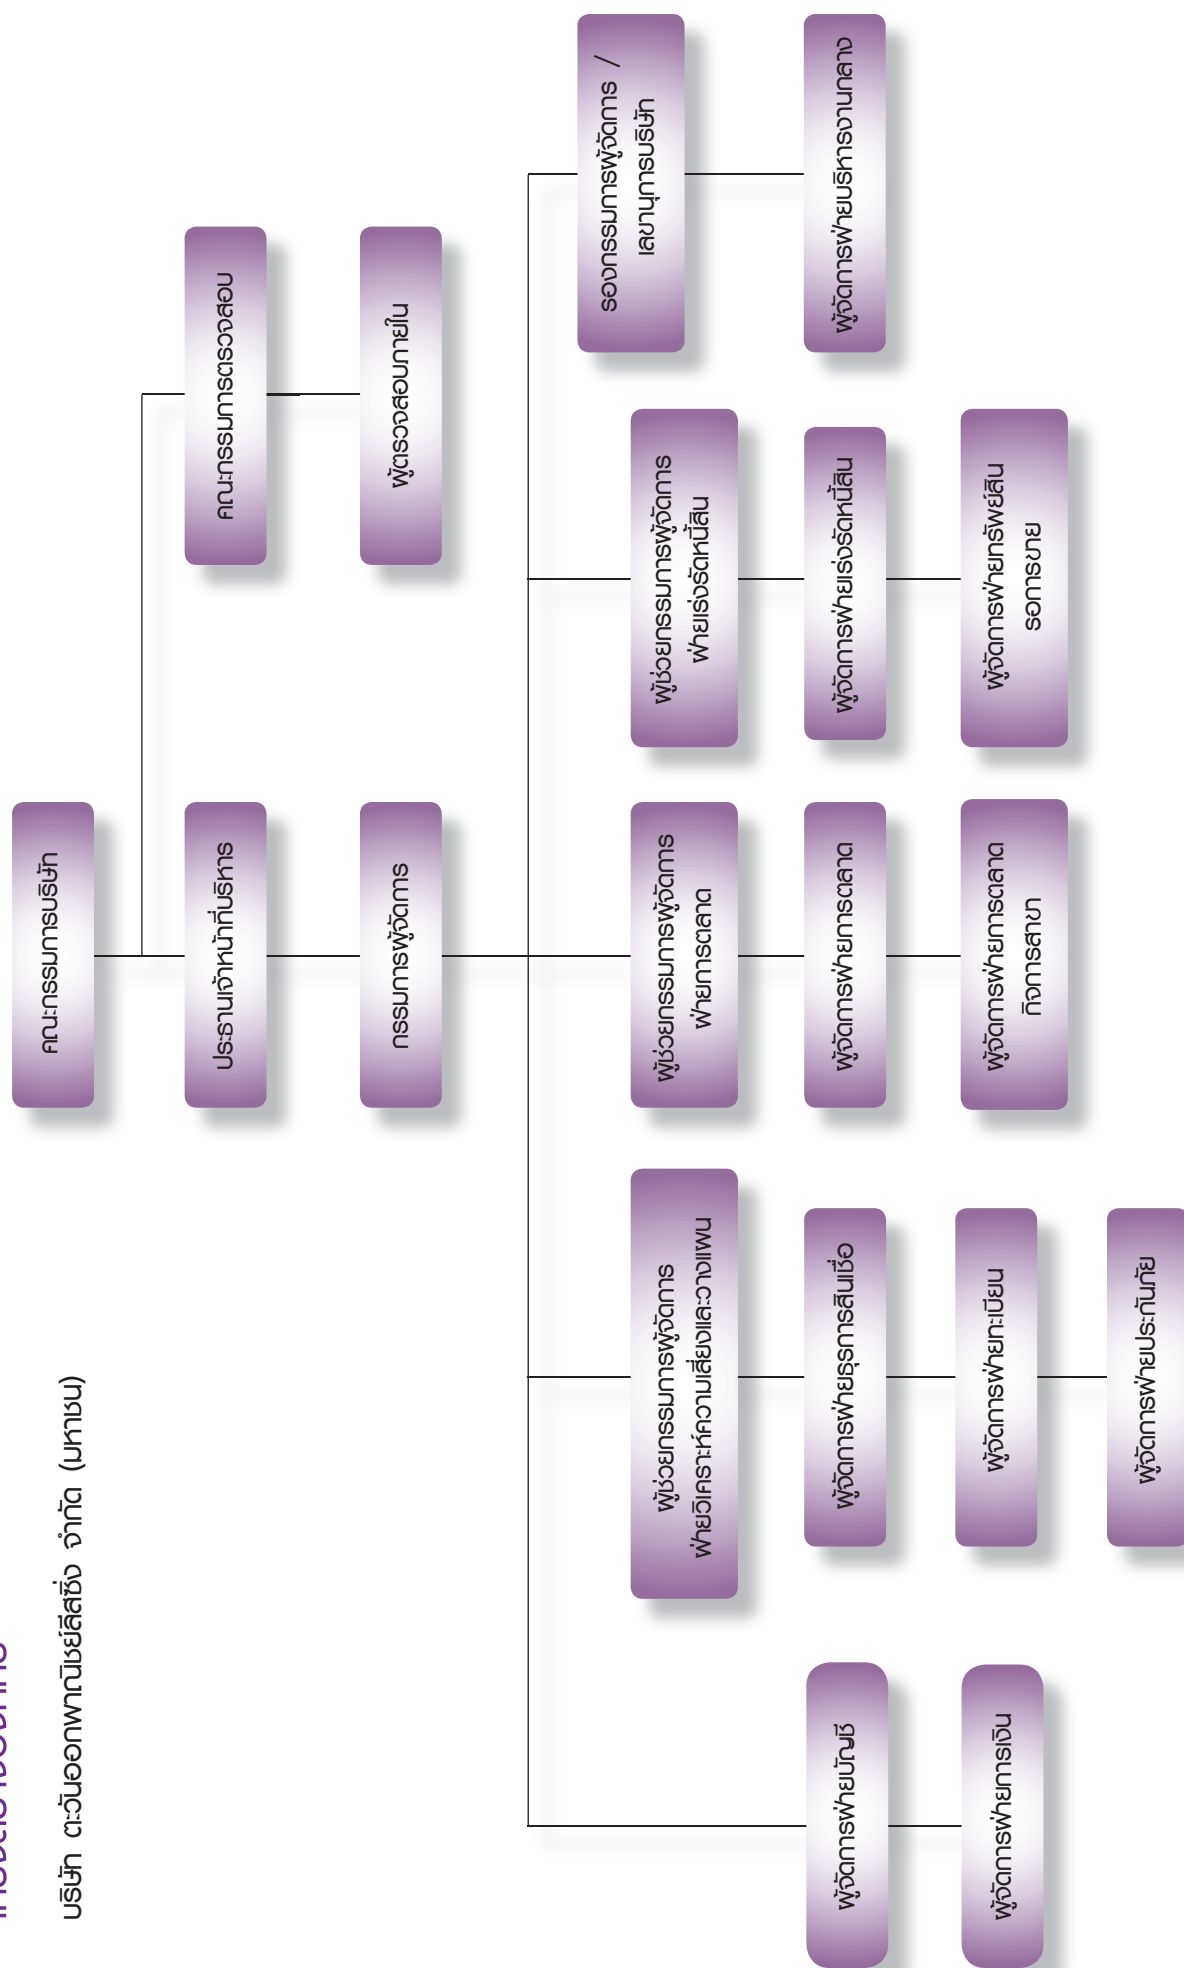 โครงสร้างองค์กร
บริษัท ตะวันออกพาณิชย์ลีสซิ่ง จำกัด (มหาชน)
คณะกรรมการบริษัท
คณะกรรมการตรวจสอบ
ผู้ตรวจสอบภายใน
ประธานเจ้าหน้าที่บริหาร
กรรมการผู้จัดการ
ผู้จัดการฝ่ายบัญชี
ผู้จัดการฝ่ายการเงิน
ผู้ช่วยกรรมการผู้จัดการ
ฝ่ายวิเคราะห์ความเสี่ยงและวางแผน
ผู้จัดการฝ่ายธุรการสินเชื่อ
ผู้จัดการฝ่ายทะเบียน
ผู้จัดการฝ่ายประกันภัย
ผู้ช่วยกรรมการผู้จัดการ
ฝ่ายการตลาด
ผู้จัดการฝ่ายการตลาด
ผู้จัดการฝ่ายการตลาด
กิจการสาขา
ผู้ช่วยกรรมการผู้จัดการ
ฝ่ายเร่งรัดหนี้สิน
ผู้จัดการฝ่ายเร่งรัดหนี้สิน
ผู้จัดการฝ่ายทรัพย์สิน
รอการขาย
รองกรรมการผู้จัดการ /
เลขานุการบริษัท
ผู้จัดการฝ่ายบริหารงานกลาง